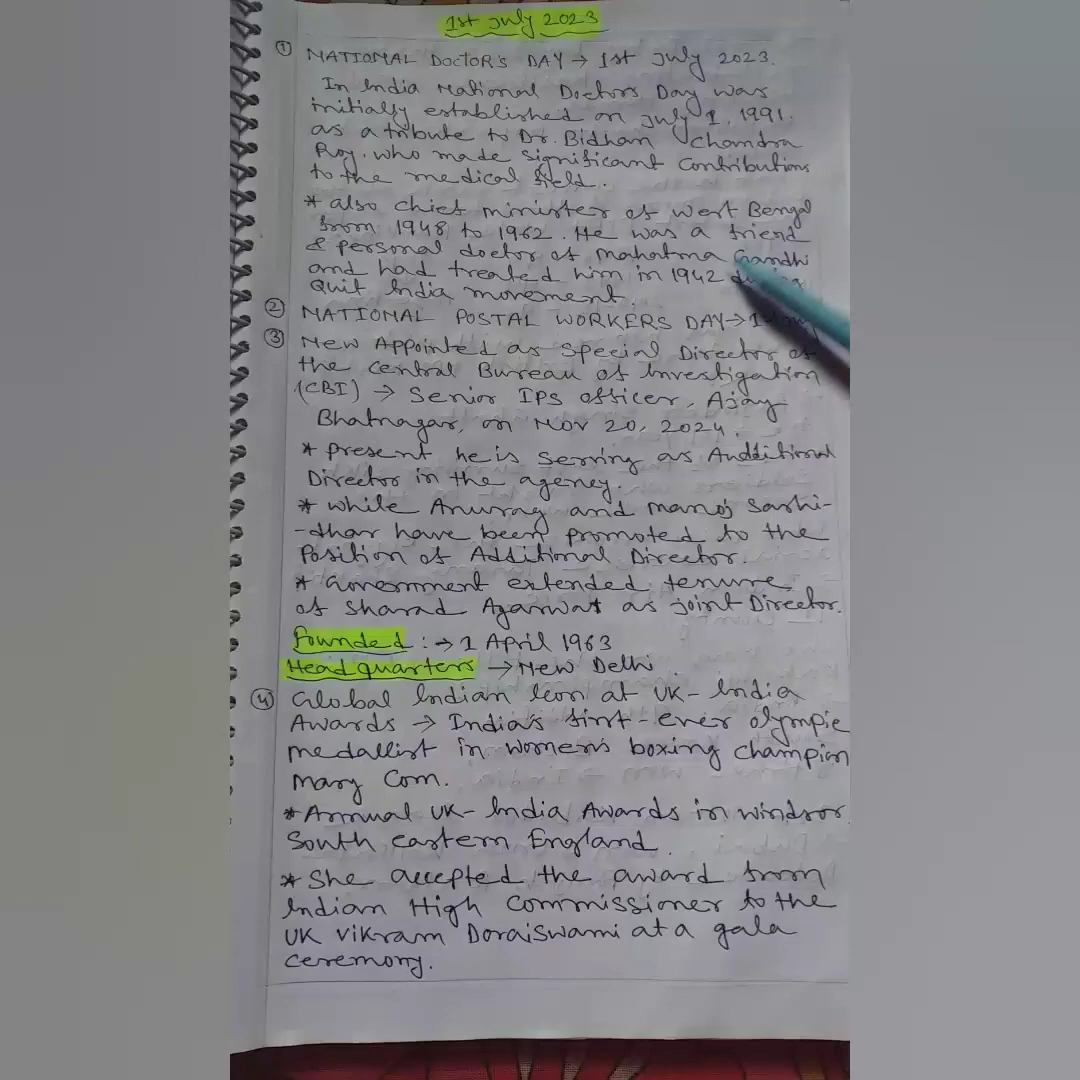 1st July 2023
① NATIONAL DOCTOR'S DAY → 1st July 2023.
In India National Doctors Day was
initially established on July 1, 1991.
as a tribute to Dr. Bidhan Chandra
Roy. who made significant Contributions
to the medical field.
* also chief minister of West Bengal
from 1948 to 1962. He was a friend
& personal doctor of Mahatma Gandhi
and had treated him in 1942
Quit India movement.
② NATIONAL POSTAL WORKERS DAY →
③ New Appointed as Special Director of
the Central Bureau of Investigation
(CBI) → Senior IPS officer, Ajay
Bhatnagar, on Nov 20, 2024.
* present he is Serving as Audditional
Director in the agency.
* while Anurag and Manoj Sashi-
-dhar have been promoted to the
Position of Additional Director.
* Government extended tenure
of Sharad Agarwal as joint Director.
Founded : → 1 April 1963
Headquarters → New Delhi
④ Global Indian Icon at UK - India
Awards → India's first-ever olympic
medallist in women's boxing champion
Mary Com.
* Annual UK - India Awards in windsor
South eastern England.
* She accepted the award from
Indian High Commissioner to the
UK Vikram Doraiswami at a gala
ceremony.